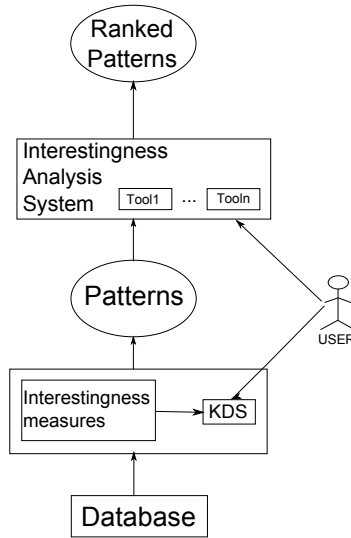 Ranked
Patterns
Interestingness
Analysis
System
Tool1 ... Tooln
Patterns
USER
Interestingness
measures
KDS
Database